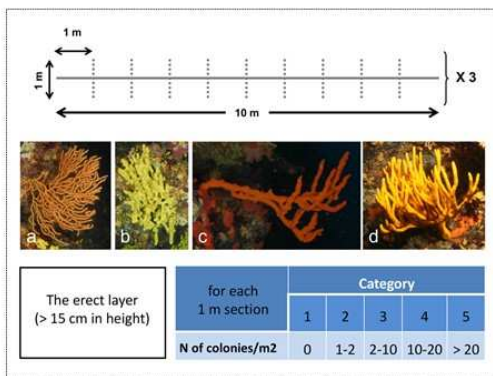 1 m
1 m
X 3
10 m
a
b
c
d
The erect layer
(> 15 cm in height)
for each
1 m section
Category
1 2 3 4 5
N of colonies/m2 0 1-2 2-10 10-20 > 20